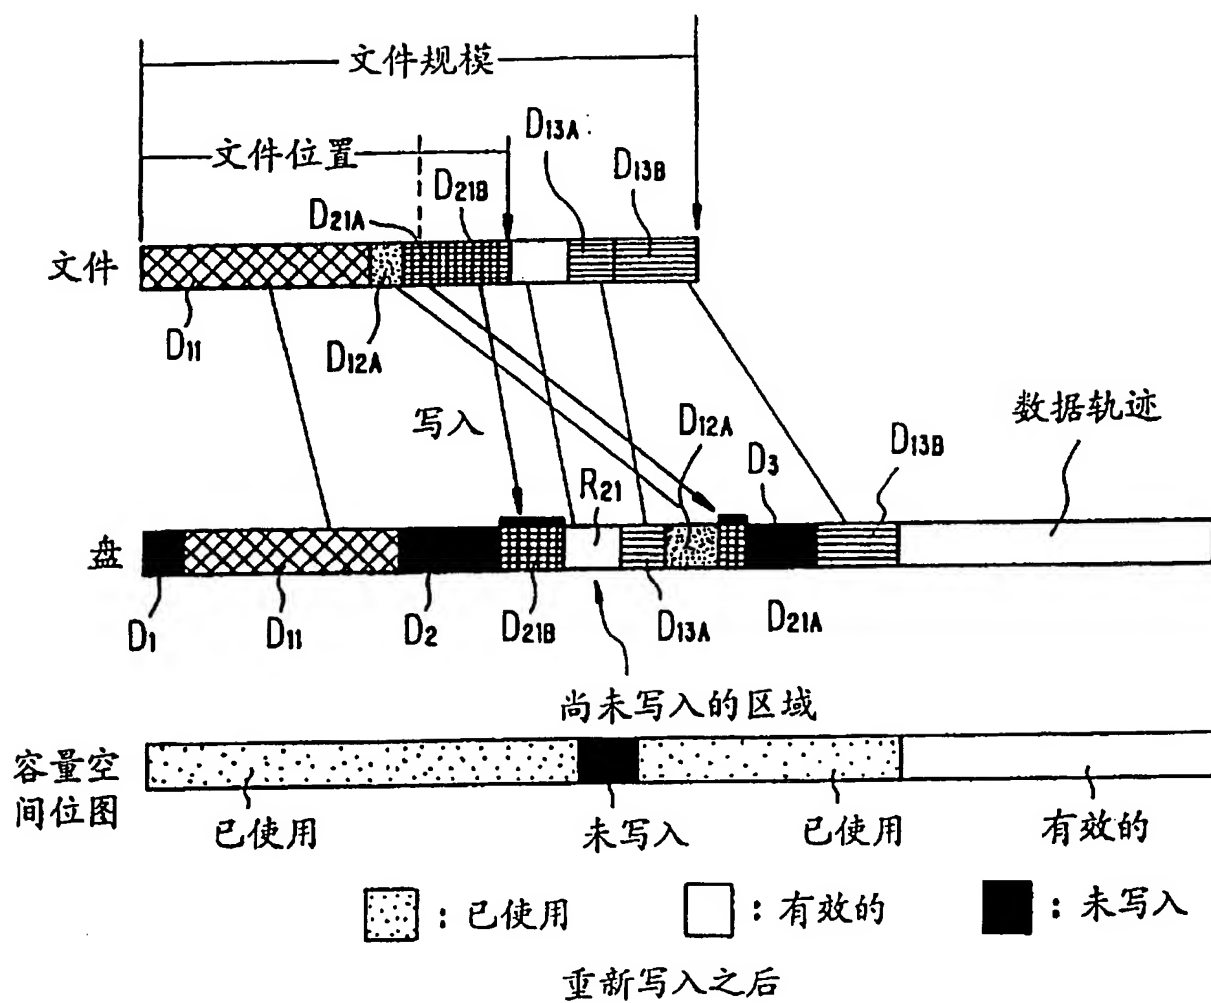 文件规模
文件位置
D13A
D13B
D21B
D21A
文件
D11
D12A
写入
数据轨迹
D12A
D3
D13B
R21
盘
D1
D11
D2
D21B
D13A
D21A
尚未写入的区域
容量空
间位图
已使用
未写入
已使用
有效的
：已使用
：有效的
：未写入
重新写入之后